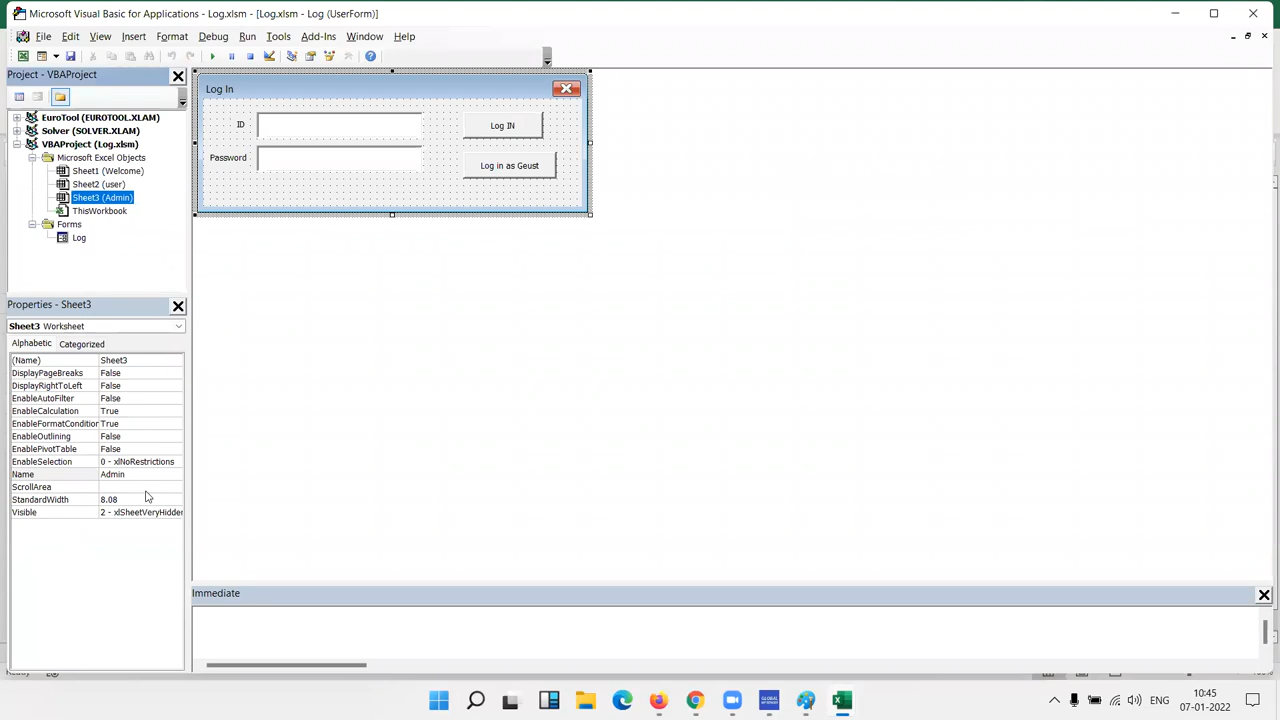 Microsoft Visual Basic for Applications - Log.xlsm - [Log.xlsm - Log (UserForm)]
File Edit View Insert Format Debug Run Tools Add-Ins Window Help
Project - VBAProject
EuroTool (EUROTOOL.XLAM)
Solver (SOLVER.XLAM)
VBAProject (Log.xlsm)
Microsoft Excel Objects
Sheet1 (Welcome)
Sheet2 (user)
Sheet3 (Admin)
ThisWorkbook
Forms
Log
Log In
ID
Log IN
Password
Log in as Geust
Properties - Sheet3
Sheet3 Worksheet
Alphabetic Categorized
(Name) Sheet3
DisplayPageBreaks False
DisplayRightToLeft False
EnableAutoFilter False
EnableCalculation True
EnableFormatCondition True
EnableOutlining False
EnablePivotTable False
EnableSelection 0 - xlNoRestrictions
Name Admin
ScrollArea
StandardWidth 8.08
Visible 2 - xlSheetVeryHidden
Immediate
GLOBAL
ENG
10:45
07-01-2022